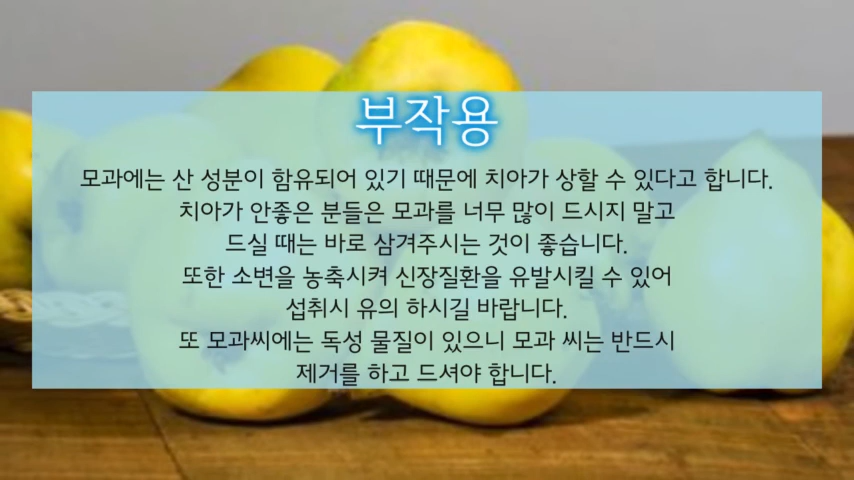 부작용
모과에는 산 성분이 함유되어 있기 때문에 치아가 상할 수 있다고 합니다.
치아가 안좋은 분들은 모과를 너무 많이 드시지 말고
드실 때는 바로 삼겨주시는 것이 좋습니다.
또한 소변을 농축시켜 신장질환을 유발시킬 수 있어
섭취시 유의 하시길 바랍니다.
또 모과씨에는 독성 물질이 있으니 모과 씨는 반드시
제거를 하고 드셔야 합니다.